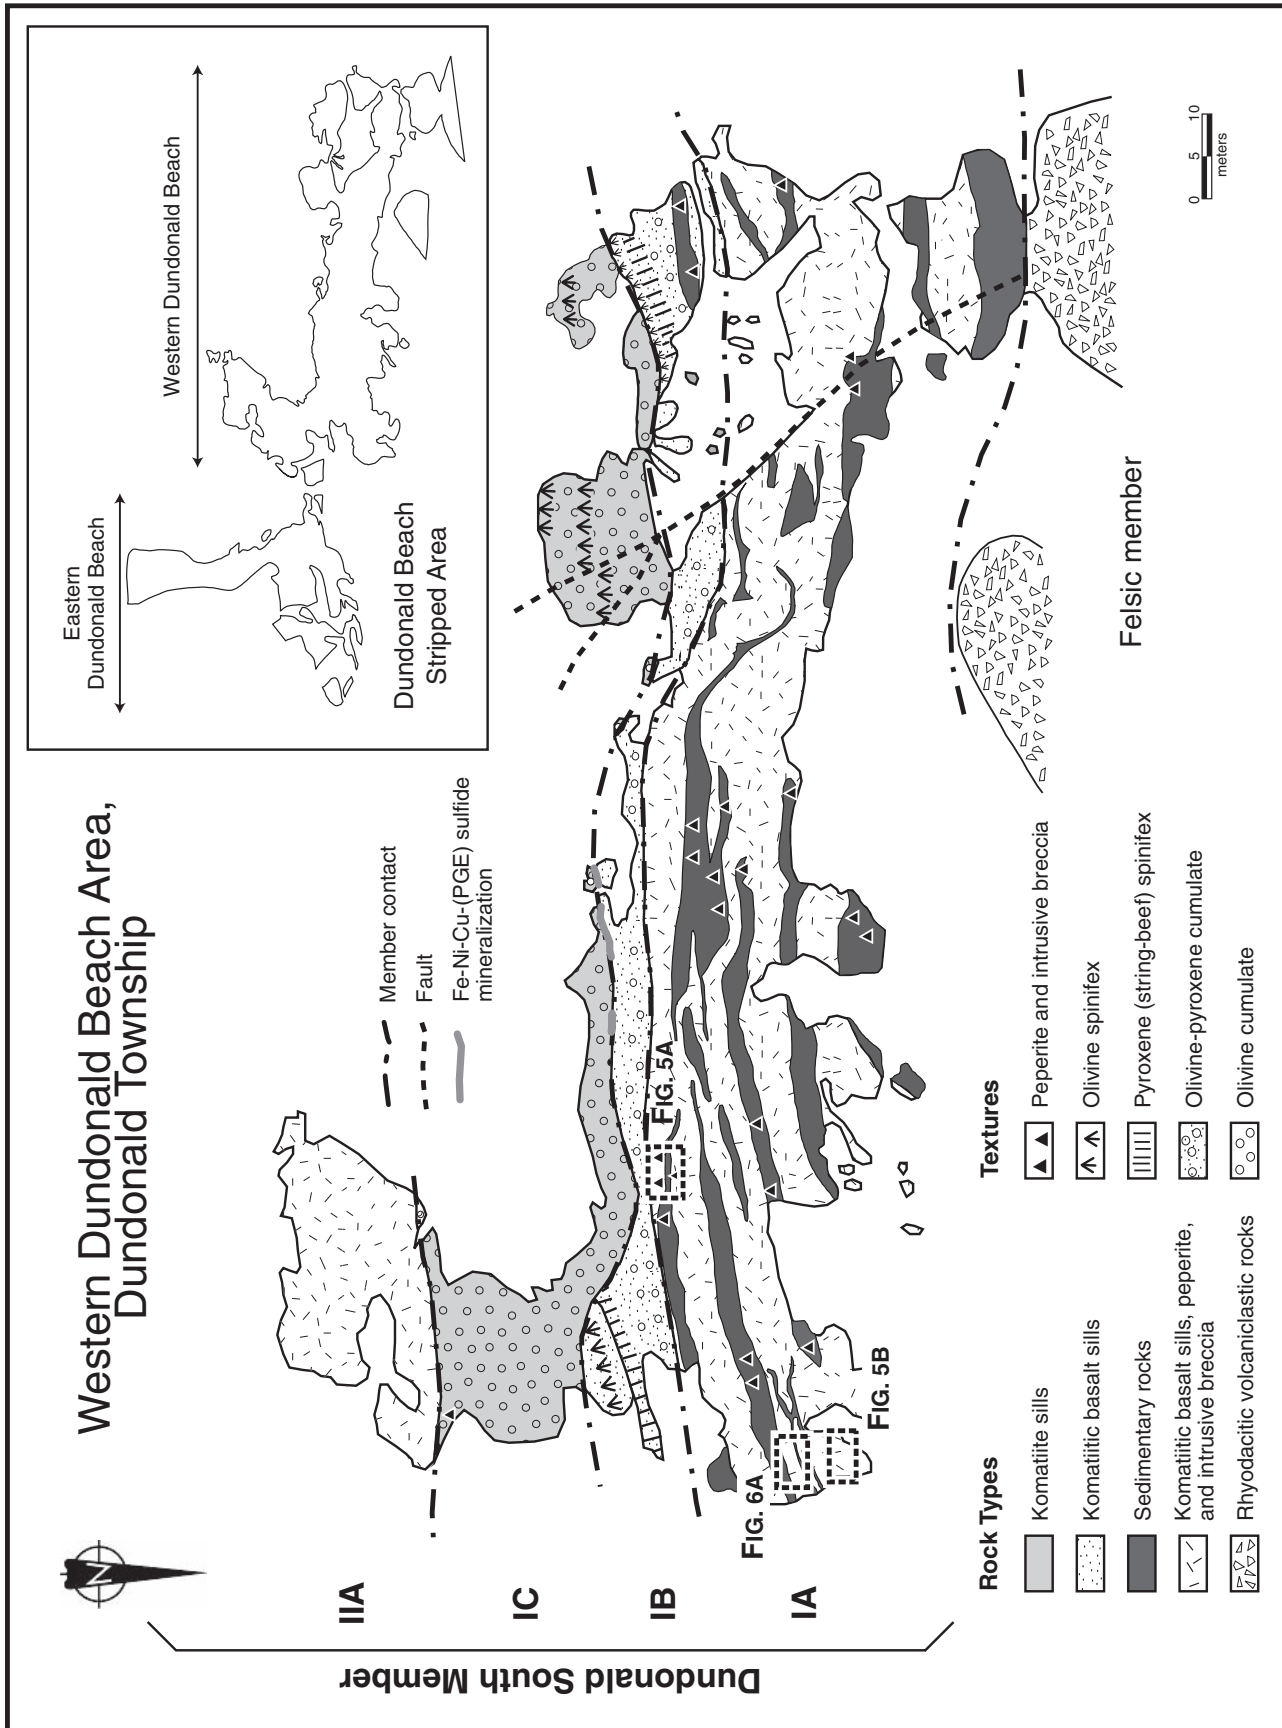 Western Dundonald Beach Area,
Dundonald Township
Member contact
Fault
Fe-Ni-Cu-(PGE) sulfide
mineralization
Eastern
Dundonald Beach
Western Dundonald Beach
Dundonald Beach
Stripped Area
N
Dundonald South Member
IIA
IC
IB
IA
FIG. 5A
FIG. 6A
FIG. 5B
Felsic member
0 5 10
meters
Rock Types
Komatiite sills
Komatiitic basalt sills
Sedimentary rocks
Komatiitic basalt sills, peperite,
and intrusive breccia
Rhyodacitic volcaniclastic rocks
Textures
Peperite and intrusive breccia
Olivine spinifex
Pyroxene (string-beef) spinifex
Olivine-pyroxene cumulate
Olivine cumulate